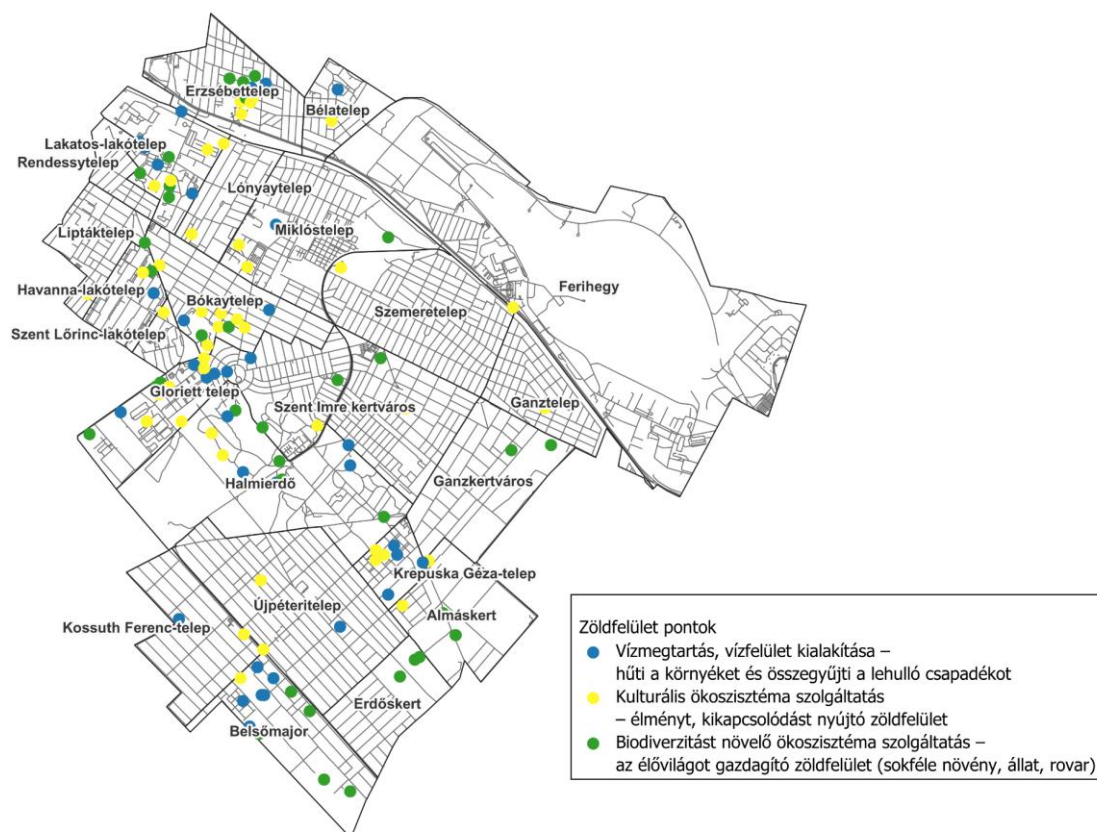 Erzsébettelep
Bélatelep
Lakatos-lakótelep
Rendessytelep
Lónyaytelep
Miklóstelep
Liptáktelep
Ferihegy
Havanna-lakótelep
Bókaytelep
Szemeretelep
Szent Lőrinc-lakótelep
Gloriett telep
Szent Imre kertváros
Ganztelep
Halmierdő
Ganzkertváros
Krepuska Géza-telep
Újpéteritelep
Almáskert
Kossuth Ferenc-telep
Erdőskert
Belsőmajor
Zöldfelület pontok
Vízmegtartás, vízfelület kialakítása –
hűti a környéket és összegyűjti a lehulló csapadékot
Kulturális ökoszisztéma szolgáltatás
– élményt, kikapcsolódást nyújtó zöldfelület
Biodiverzitást növelő ökoszisztéma szolgáltatás –
az élővilágot gazdagító zöldfelület (sokféle növény, állat, rovar)